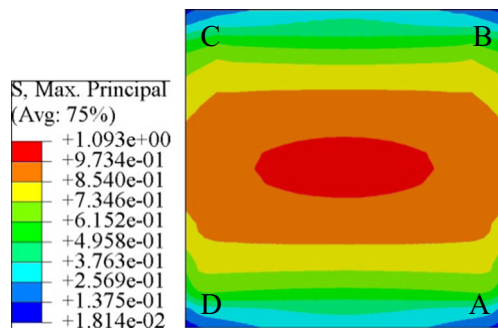 C B
S, Max. Principal
(Avg: 75%)
+1.093e+00
+9.734e-01
+8.540e-01
+7.346e-01
+6.152e-01
+4.958e-01
+3.763e-01
+2.569e-01
+1.375e-01
+1.814e-02
D A